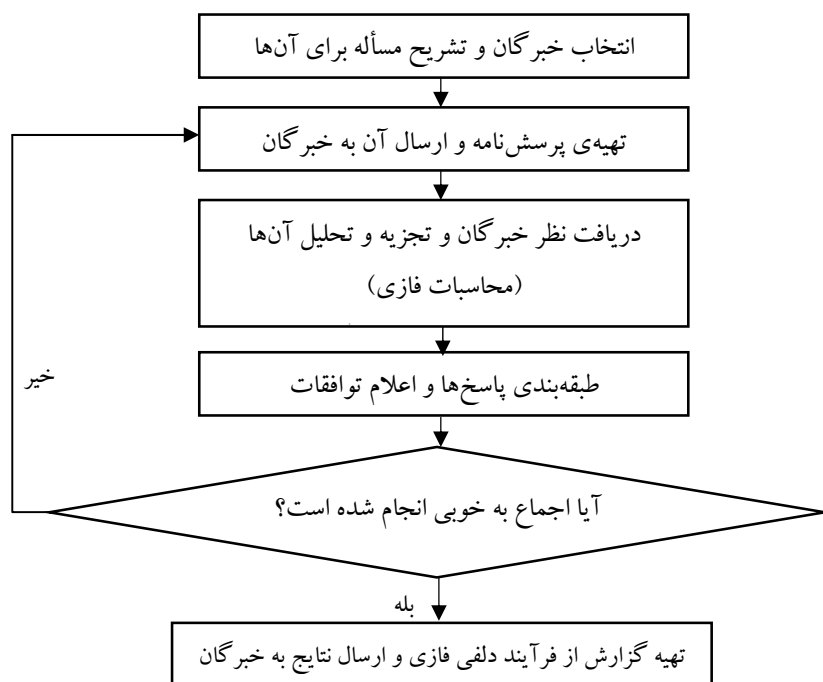 انتخاب خبرگان و تشریح مسأله برای آن‌ها
تهیه‌ی پرسش‌نامه و ارسال آن به خبرگان
دریافت نظر خبرگان و تجزیه و تحلیل آن‌ها
(محاسبات فازی)
طبقه‌بندی پاسخ‌ها و اعلام توافقات
خیر
آیا اجماع به خوبی انجام شده است؟
بله
تهیه گزارش از فرآیند دلفی فازی و ارسال نتایج به خبرگان